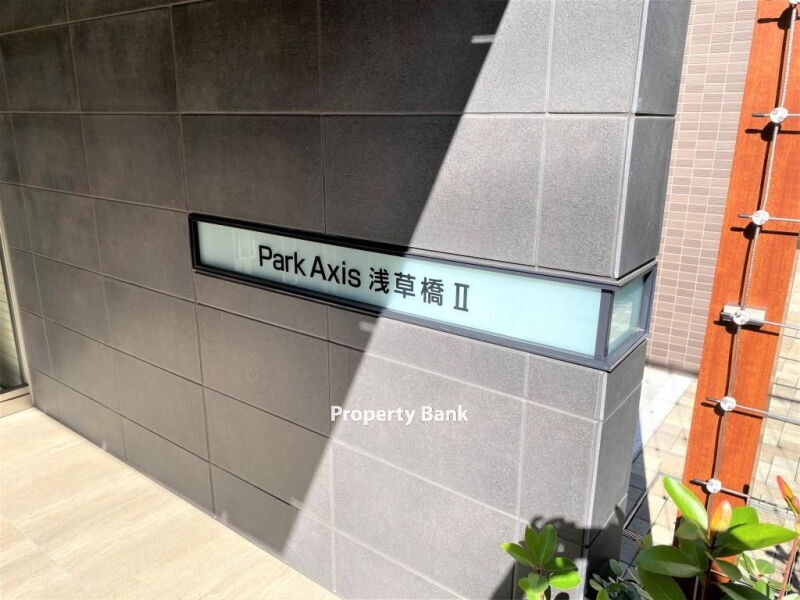 Park Axis 浅草橋 Ⅱ
Property Bank